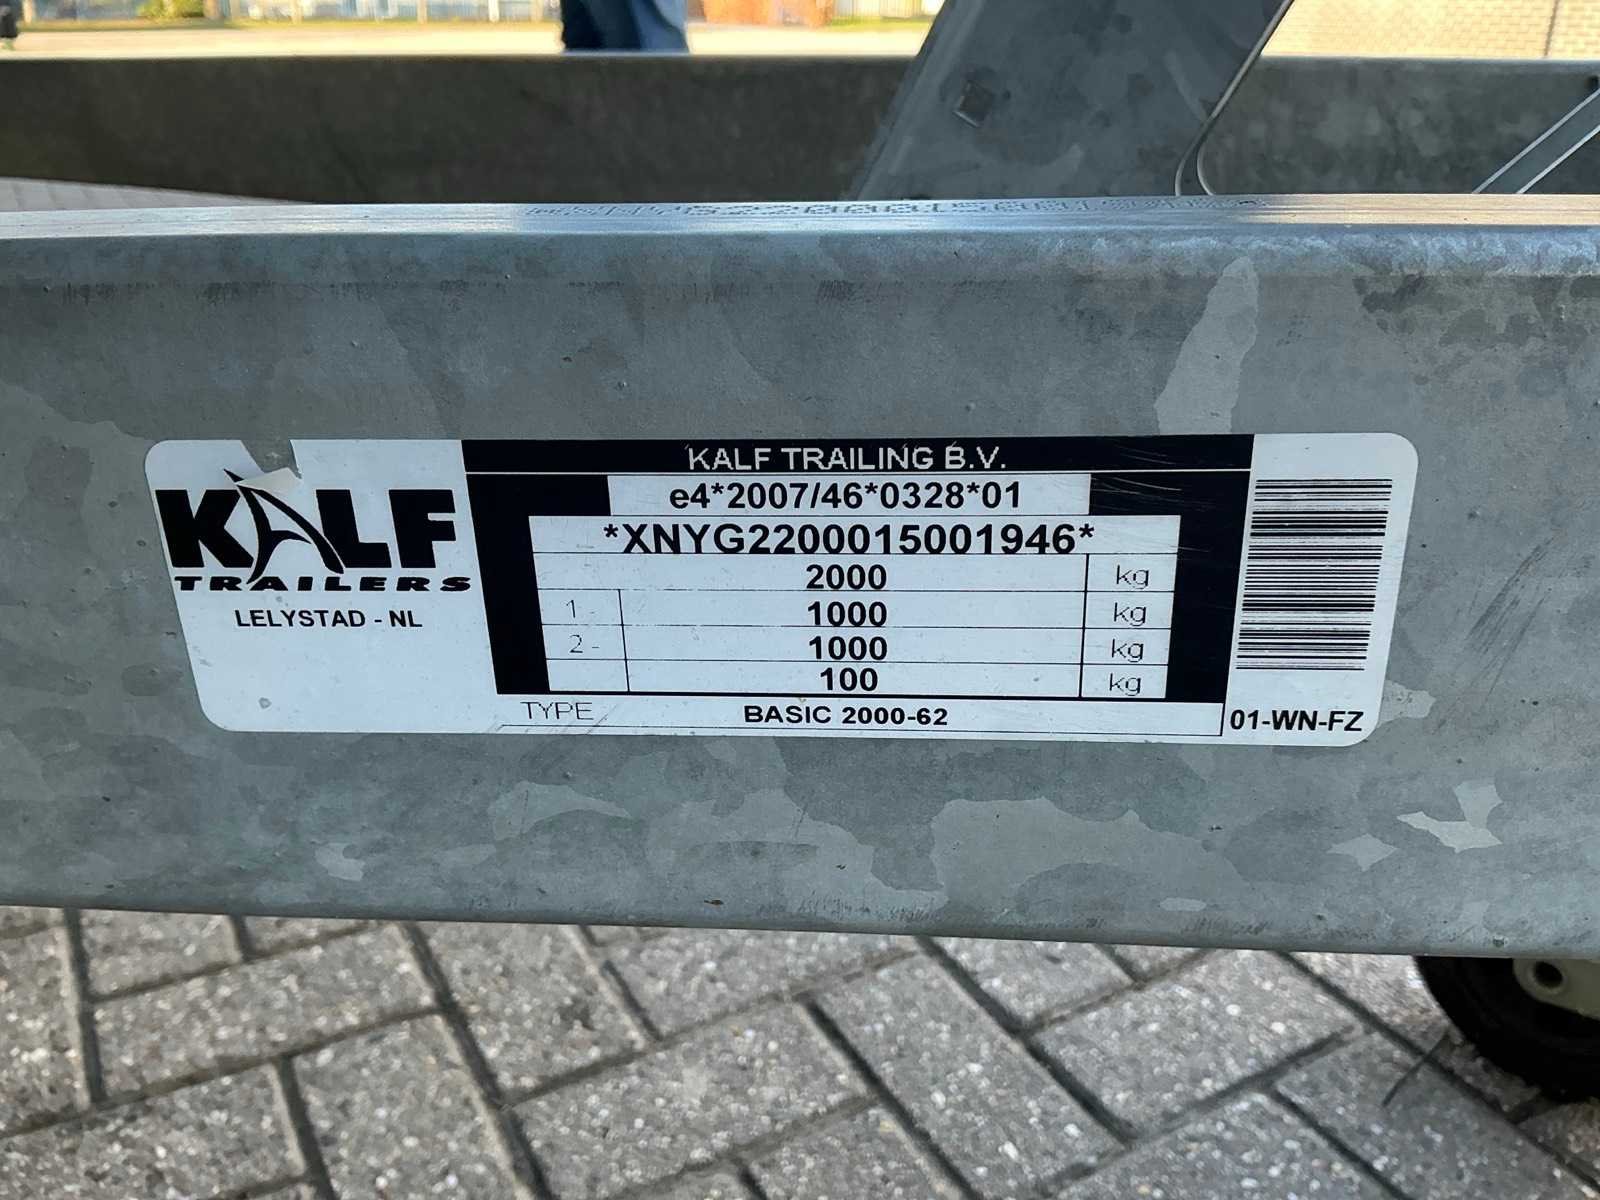 KALF
TRAILERS
LELYSTAD - NL
KALF TRAILING B.V.
e4*2007/46*0328*01
*XNYG2200015001946*
2000 kg
1- 1000 kg
2- 1000 kg
100 kg
TYPE BASIC 2000-62
01-WN-FZ